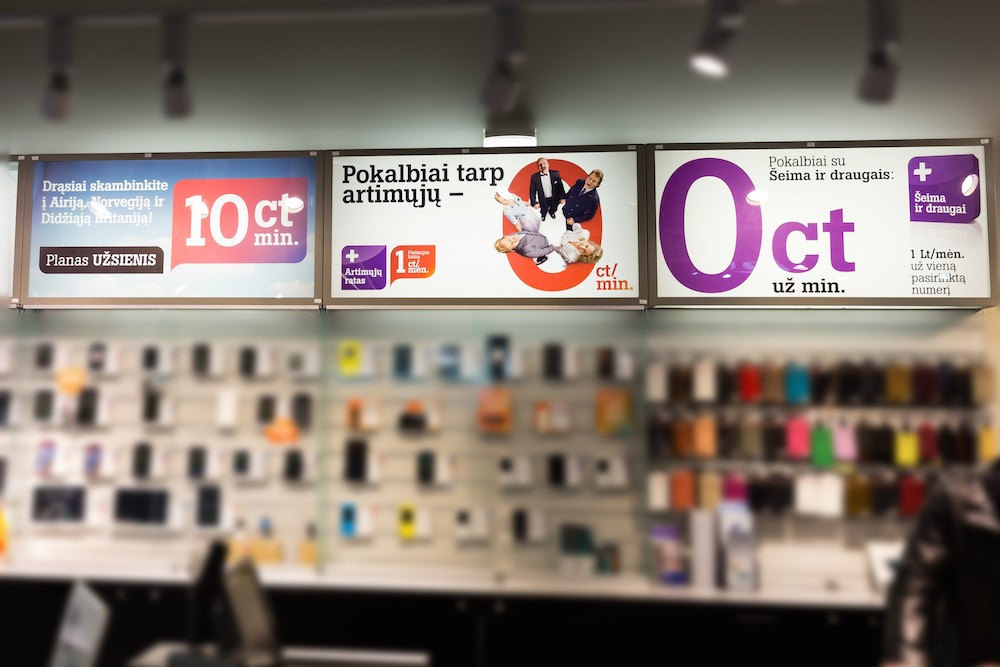 Drąsiai skambinkite
į Airiją, Norvegiją ir
Didžiąją Britaniją!
Planas UŽSIENIS
10 ct
min.
Pokalbiai tarp
artimųjų –
0
ct/
min.
+
Artimųjų
ratas
1
ct/
mėn.
0 ct
už min.
Pokalbiai su
Šeima ir draugais:
+
Šeima
ir draugai
1 Lt/mėn.
už vieną
pasirinktą
numerį